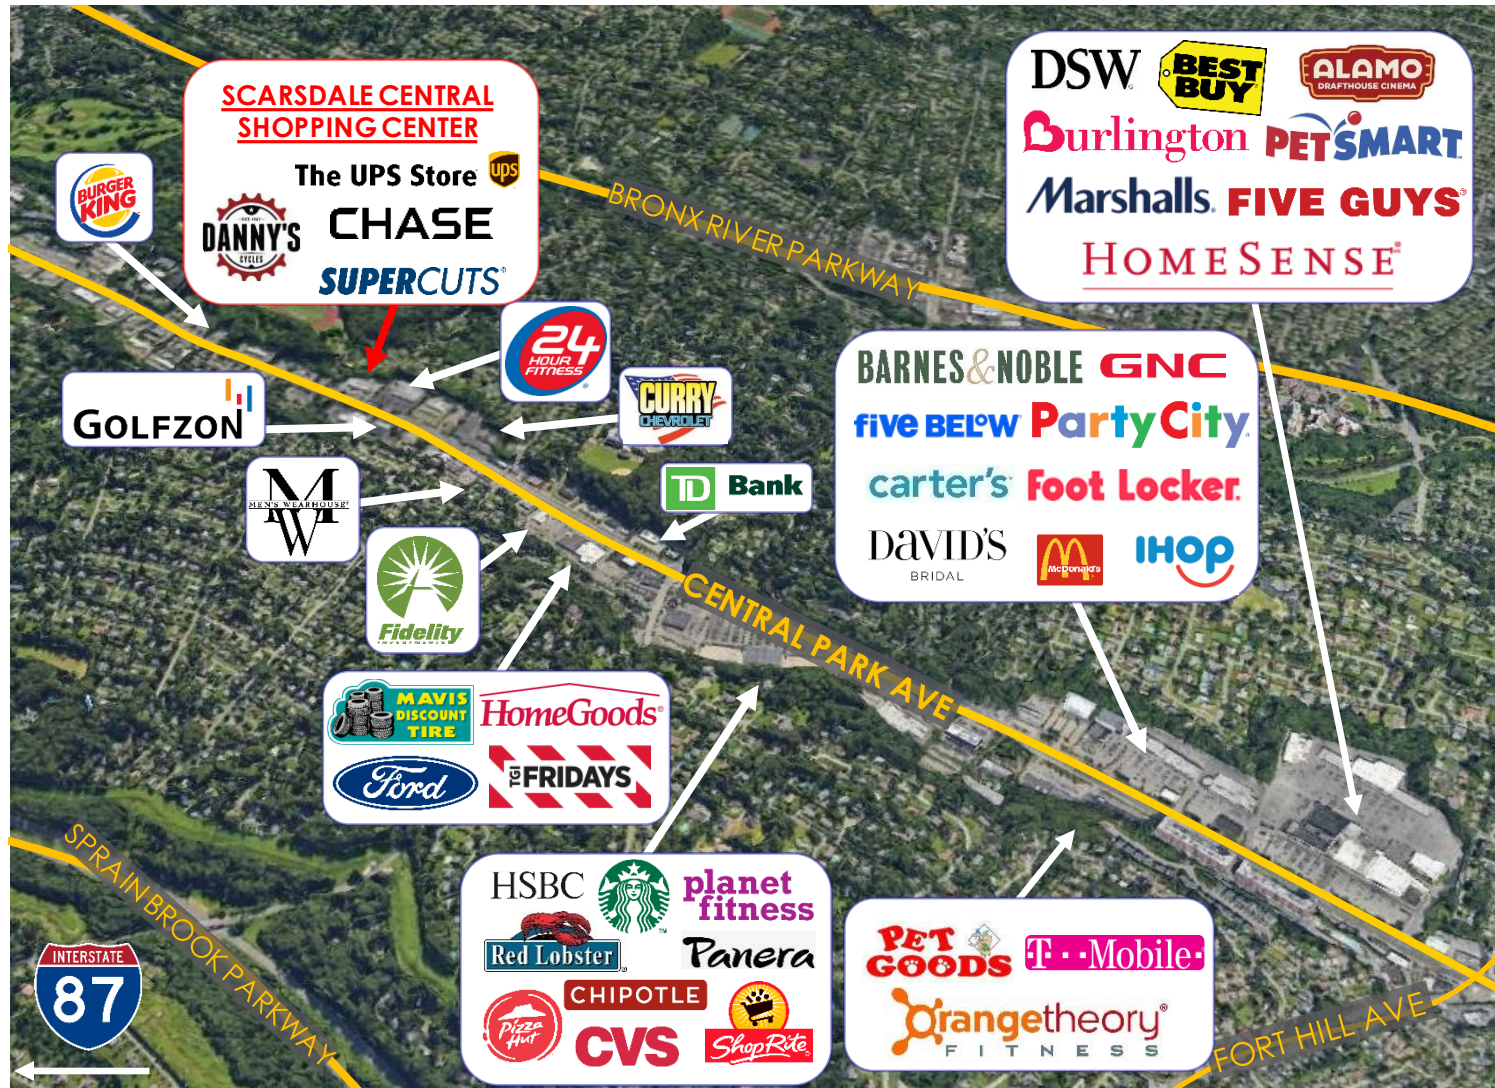 SCARSDALE CENTRAL
SHOPPING CENTER
The UPS Store ups
EST 1967
DANNY'S
CYCLES
CHASE
SUPERCUTS
BURGER
KING
BRONX RIVER PARKWAY
DSW
BEST
BUY
ALAMO
DRAFTHOUSE CINEMA
Burlington
PETSMART
Marshalls.
FIVE GUYS
HOMESENSE
24
HOUR
FITNESS
CURRY
CHEVROLET
GOLFZON
MW
MEN'S WEARHOUSE
TD Bank
Fidelity
INVESTMENTS
BARNES & NOBLE
GNC
five BELOW
Party City
carter's
Foot Locker.
DAVID'S
BRIDAL
McDonald's
IHOP
CENTRAL PARK AVE
MAVIS
DISCOUNT
TIRE
HomeGoods
Ford
TGI FRIDAYS
HSBC
planet
fitness
Red Lobster
Panera
Pizza
Hut
CHIPOTLE
CVS
ShopRite
PET
GOODS
T-Mobile
Orangetheory
FITNESS
SPRAIN BROOK PARKWAY
INTERSTATE
87
FORT HILL AVE